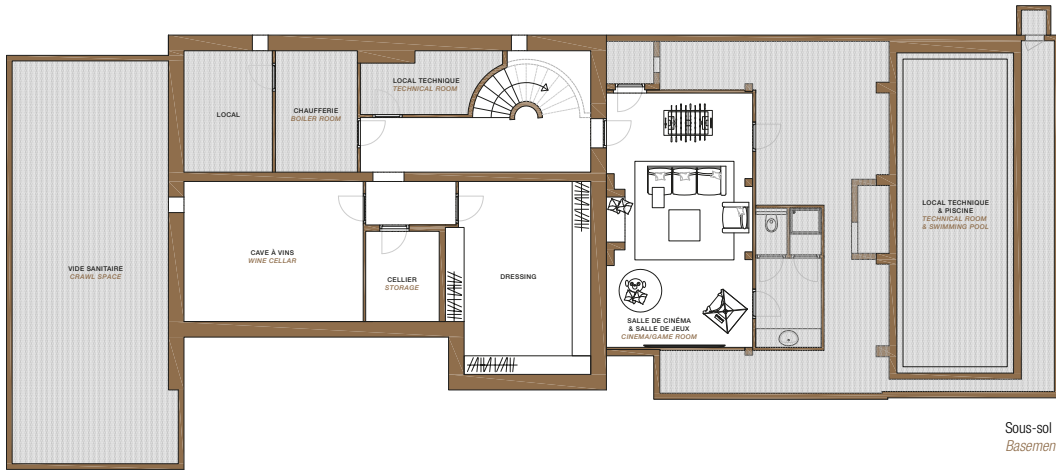 LOCAL TECHNIQUE
TECHNICAL ROOM
LOCAL
CHAUFFERIE
BOILER ROOM
VIDE SANITAIRE
CRAWL SPACE
CAVE À VINS
WINE CELLAR
CELLIER
STORAGE
DRESSING
SALLE DE CINÉMA
& SALLE DE JEUX
CINEMA/GAME ROOM
LOCAL TECHNIQUE
& PISCINE
TECHNICAL ROOM
& SWIMMING POOL
Sous-sol
Basemen